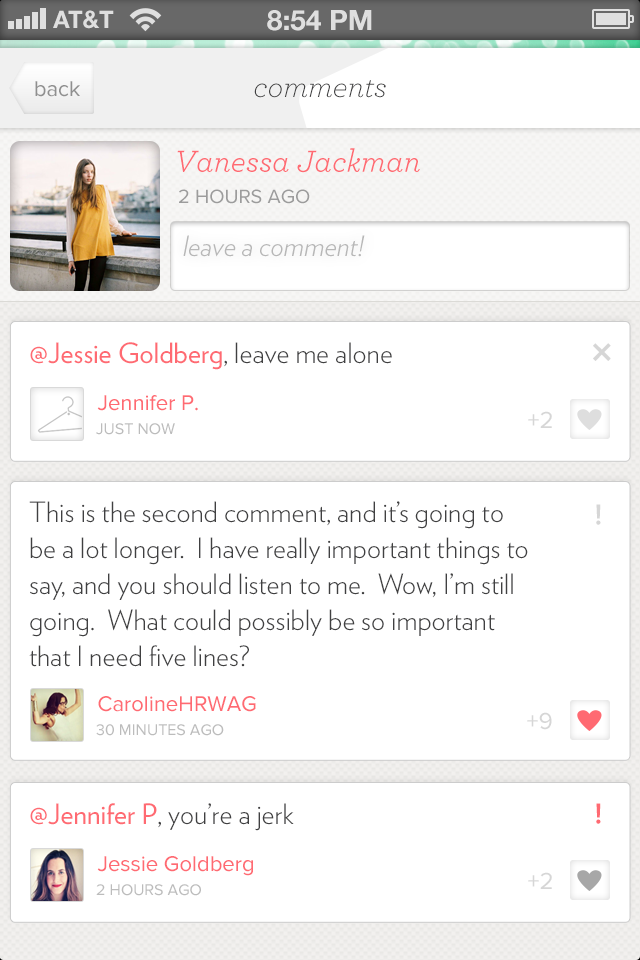 AT&T 8:54 PM
back
comments
Vanessa Jackman
2 HOURS AGO
leave a comment!
@Jessie Goldberg, leave me alone
Jennifer P.
JUST NOW
+2
This is the second comment, and it's going to
be a lot longer.  I have really important things to
say, and you should listen to me.  Wow, I'm still
going.  What could possibly be so important
that I need five lines?
!
CarolineHRWAG
30 MINUTES AGO
+9
@Jennifer P, you're a jerk
!
Jessie Goldberg
2 HOURS AGO
+2